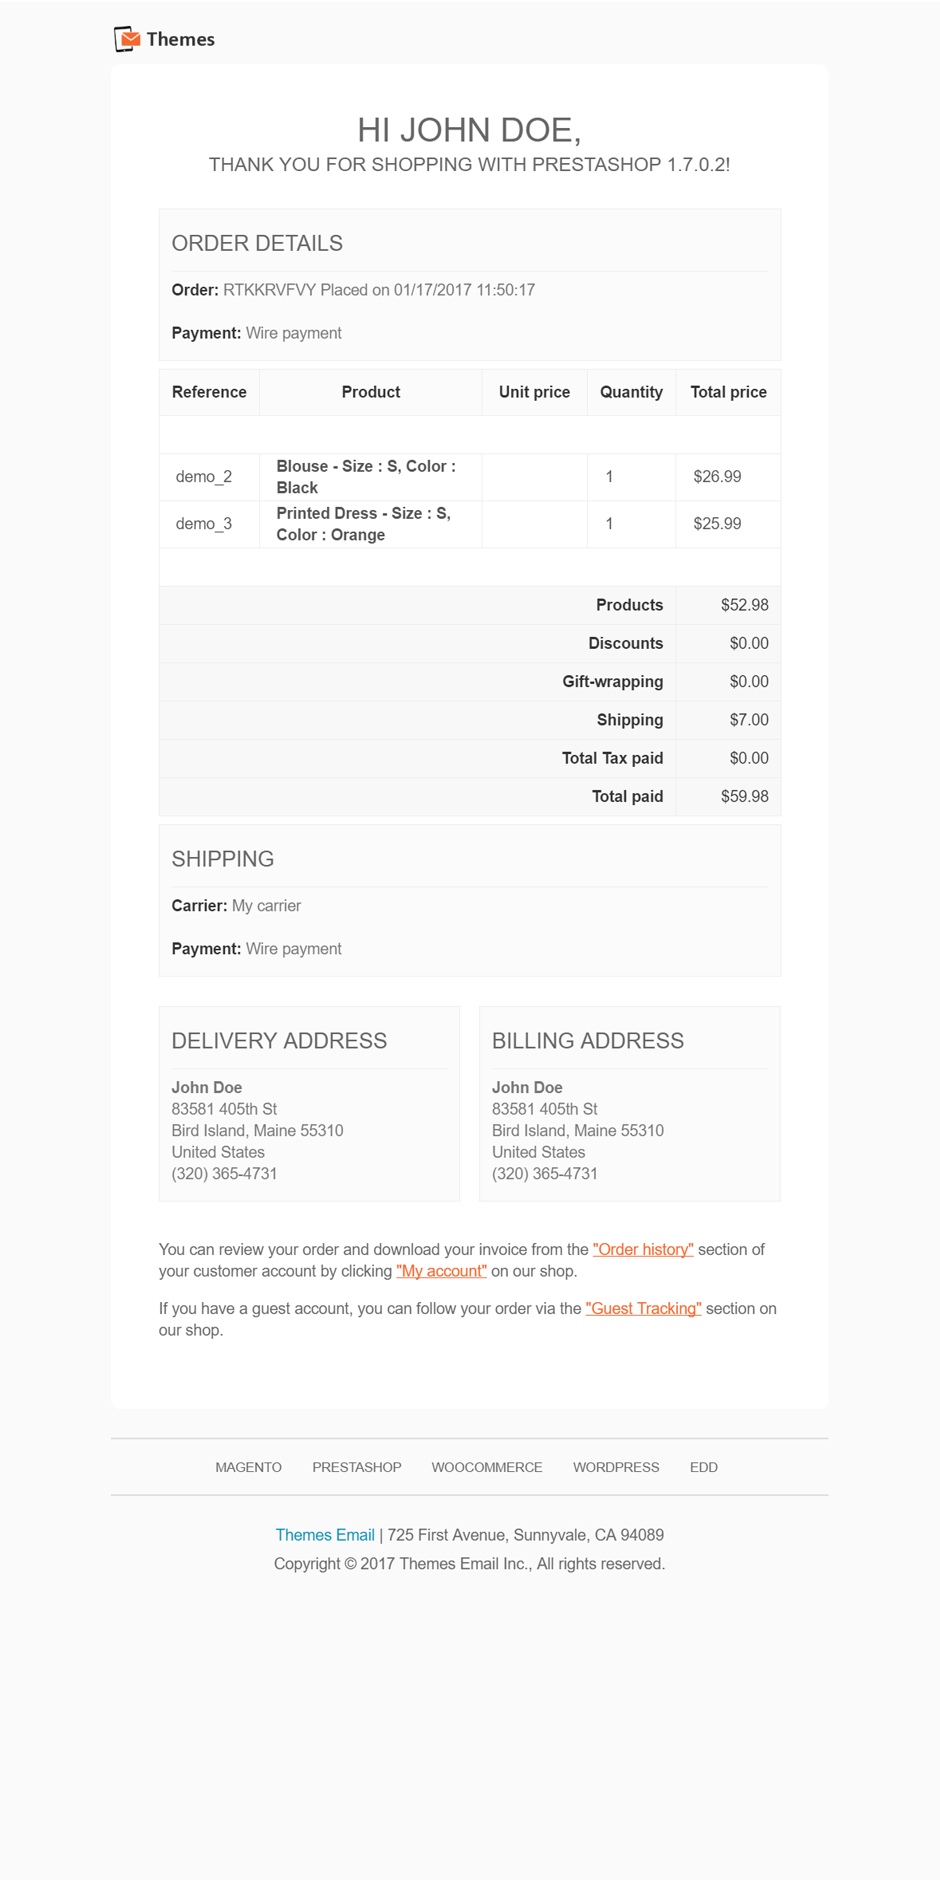 Themes
HI JOHN DOE,
THANK YOU FOR SHOPPING WITH PRESTASHOP 1.7.0.2!
ORDER DETAILS
Order: RTKKRVFVY Placed on 01/17/2017 11:50:17
Payment: Wire payment
Reference Product Unit price Quantity Total price
demo_2 Blouse - Size : S, Color : Black 1 $26.99
demo_3 Printed Dress - Size : S, Color : Orange 1 $25.99
Products $52.98
Discounts $0.00
Gift-wrapping $0.00
Shipping $7.00
Total Tax paid $0.00
Total paid $59.98
SHIPPING
Carrier: My carrier
Payment: Wire payment
DELIVERY ADDRESS
John Doe
83581 405th St
Bird Island, Maine 55310
United States
(320) 365-4731
BILLING ADDRESS
John Doe
83581 405th St
Bird Island, Maine 55310
United States
(320) 365-4731
You can review your order and download your invoice from the "Order history" section of
your customer account by clicking "My account" on our shop.
If you have a guest account, you can follow your order via the "Guest Tracking" section on
our shop.
MAGENTO PRESTASHOP WOOCOMMERCE WORDPRESS EDD
Themes Email | 725 First Avenue, Sunnyvale, CA 94089
Copyright © 2017 Themes Email Inc., All rights reserved.